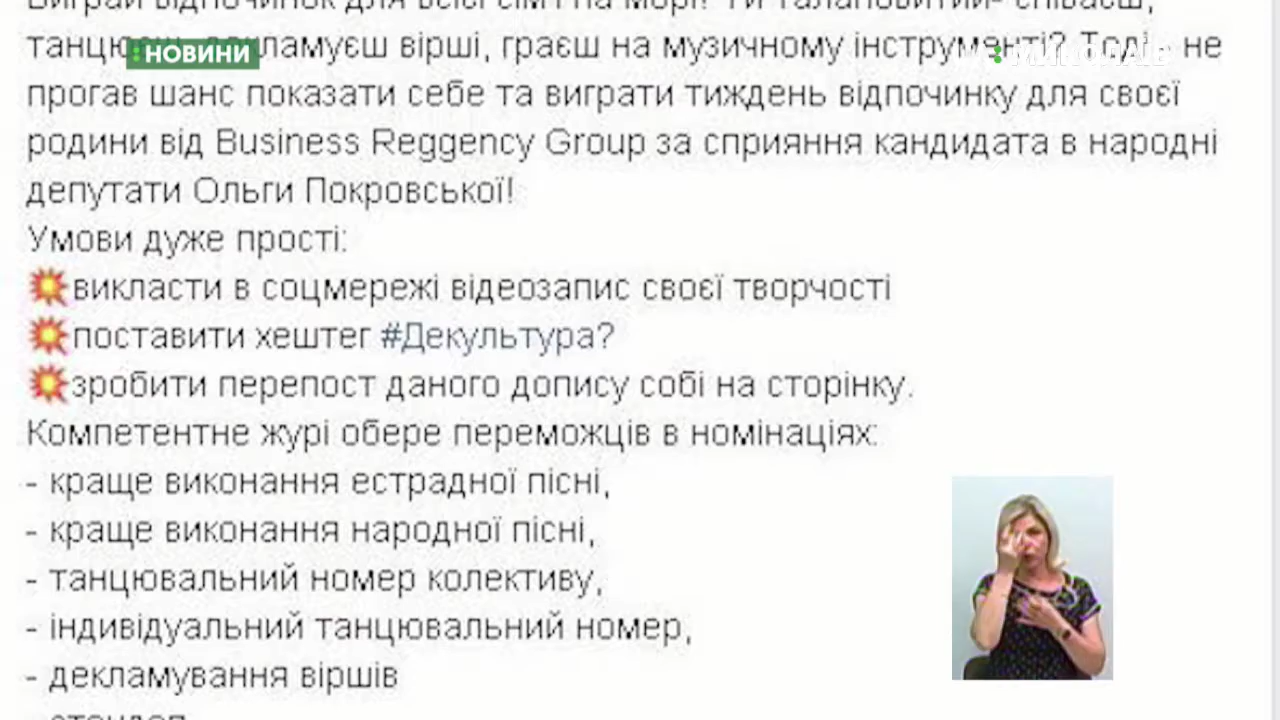 Виграй відпочинок для всієї сім'ї на морі! Ти талановитий- співаєш,
декламуєш вірші, граєш на музичному інструменті? Тоді не
:НОВИНИ
прогав шанс показати себе та виграти тиждень відпочинку для своєї
родини від Business Reggency Group за сприяння кандидата в народні
депутати Ольги Покровської!
Умови дуже прості:
💥викласти в соцмережі відеозапис своєї творчості
💥поставити хештег #Декультура?
💥зробити перепост даного допису собі на сторінку.
Компетентне журі обере переможців в номінаціях:
- краще виконання естрадної пісні,
- краще виконання народної пісні,
- танцювальний номер колективу,
- індивідуальний танцювальний номер,
- декламування віршів
- стендап